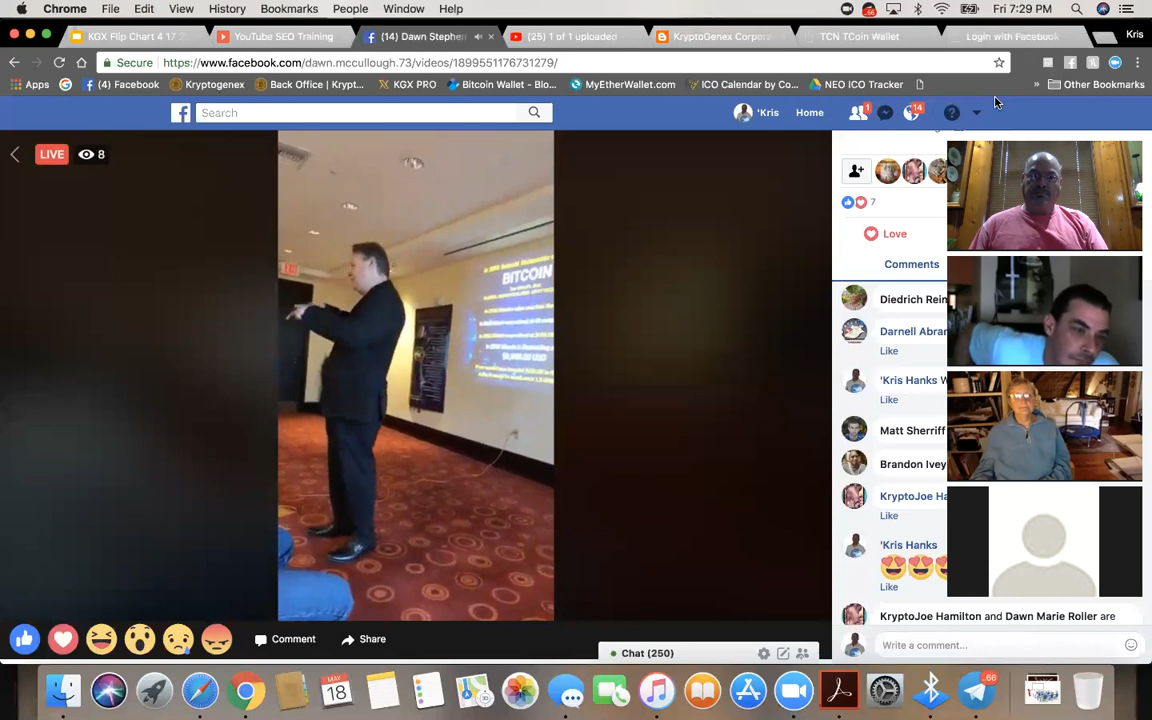 Chrome File Edit View History Bookmarks People Window Help Fri 7:29 PM
KGX Flip Chart 4 17 YouTube SEO Training (14) Dawn Stephen (25) 1 of 1 uploaded KryptoGenex Corpora TCN TCoin Wallet Login with Facebook Kris
Secure https://www.facebook.com/dawn.mccullough.73/videos/1899551176731279/
Apps (4) Facebook Kryptogenex Back Office | Krypt... KGX PRO Bitcoin Wallet - Blo... MyEtherWallet.com ICO Calendar by Co... NEO ICO Tracker » Other Bookmarks
Search 'Kris Home 1 14
LIVE 8
7
Love
Comments
BITCOIN
Diedrich Rein
Darnell Abra
Like
'Kris Hanks W
Like
Matt Sherriff
Brandon Ivey
KryptoJoe Ha
Like
'Kris Hanks
Like
KryptoJoe Hamilton and Dawn Marie Roller are
Comment Share
Chat (250)
Write a comment...
MAY
18